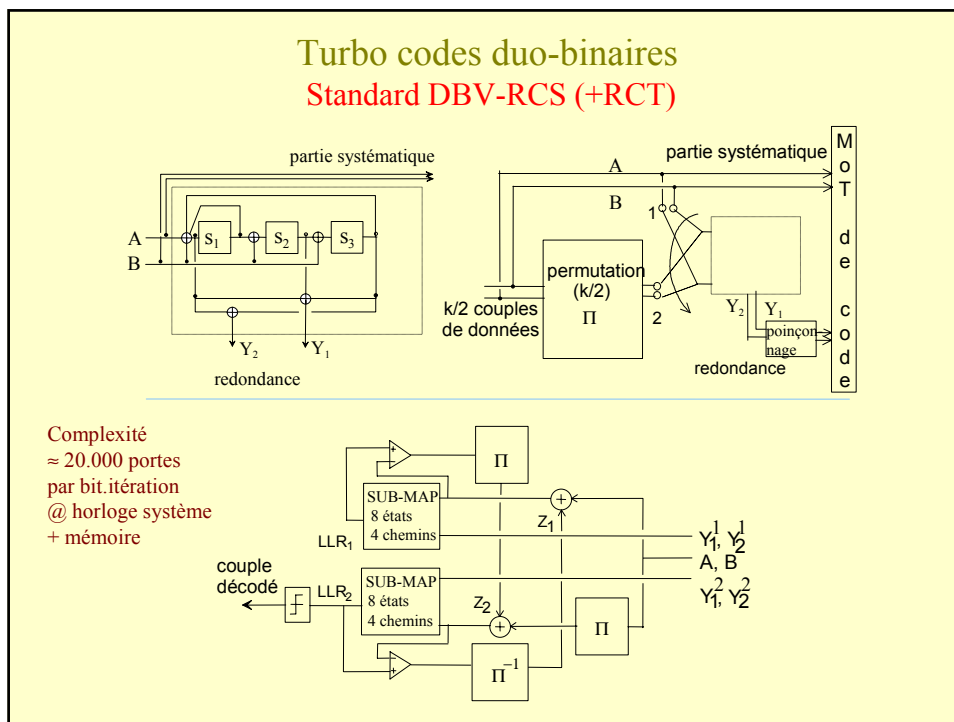 Turbo codes duo-binaires
Standard DBV-RCS (+RCT)
partie systématique
A
B
S1
S2
S3
Y2
Y1
redondance
partie systématique
A
B
1
2
k/2 couples
de données
permutation
(k/2)
Π
Y2
Y1
poinçon
nage
redondance
MoT de code
Complexité
≈ 20.000 portes
par bit.itération
@ horloge système
+ mémoire
+
−
Π
SUB-MAP
8 états
4 chemins
LLR1
+
Z1
Y₁¹, Y₂¹
A, B
Y₁², Y₂²
couple
décodé
LLR2
SUB-MAP
8 états
4 chemins
Z2
+
Π
−
+
Π⁻¹